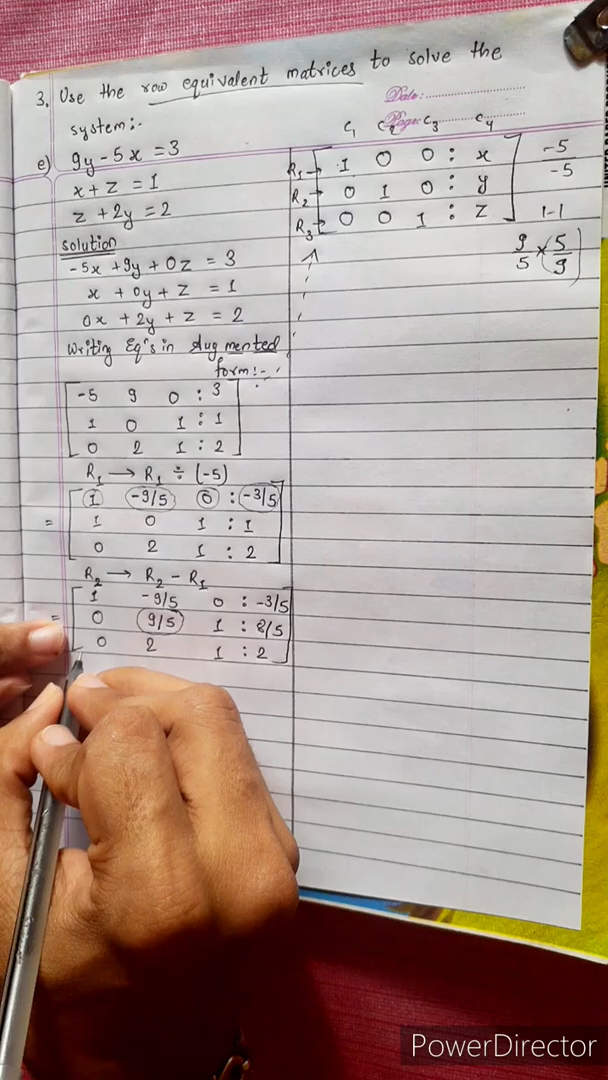 3. Use the row equivalent matrices to solve the
system:-
e) 9y - 5x = 3
x + z = 1
z + 2y = 2
Solution
-5x + 9y + 0z = 3
x + 0y + z = 1
0x + 2y + z = 2
Writing Eqⁿs in Augmented
form:-
-5 9 0 : 3
1 0 1 : 1
0 2 1 : 2
R₁ → R₁ ÷ (-5)
1 -9/5 0 : -3/5
= 1 0 1 : 1
0 2 1 : 2
R₂ → R₂ - R₁
1 -9/5 0 : -3/5
= 0 9/5 1 : 8/5
0 2 1 : 2
Date:
Page:
C₁ C₂ C₃ C₄
R₁ → 1 0 0 : x
R₂ → 0 1 0 : y
R₃ → 0 0 1 : z
-5
-5
1-1
9/5 × (5/9)
PowerDirector